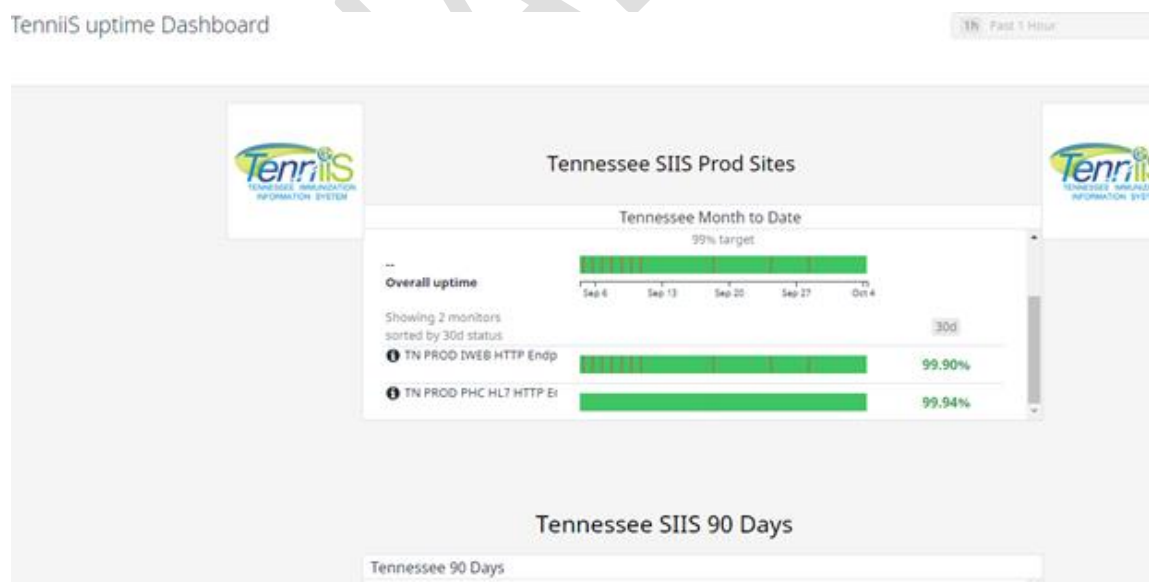 TenniiS uptime Dashboard
1h Past 1 Hour
TenniiS
TENNESSEE IMMUNIZATION
INFORMATION SYSTEM
Tennessee SIIS Prod Sites
TenniiS
TENNESSEE
INFORMATION
Tennessee Month to Date
99% target
--
Overall uptime
Sep 6 Sep 13 Sep 20 Sep 27 Oct 4
Showing 2 monitors
sorted by 30d status
30d
TN PROD IWEB HTTP Endp
99.90%
TN PROD PHC HL7 HTTP
99.94%
Tennessee SIIS 90 Days
Tennessee 90 Days